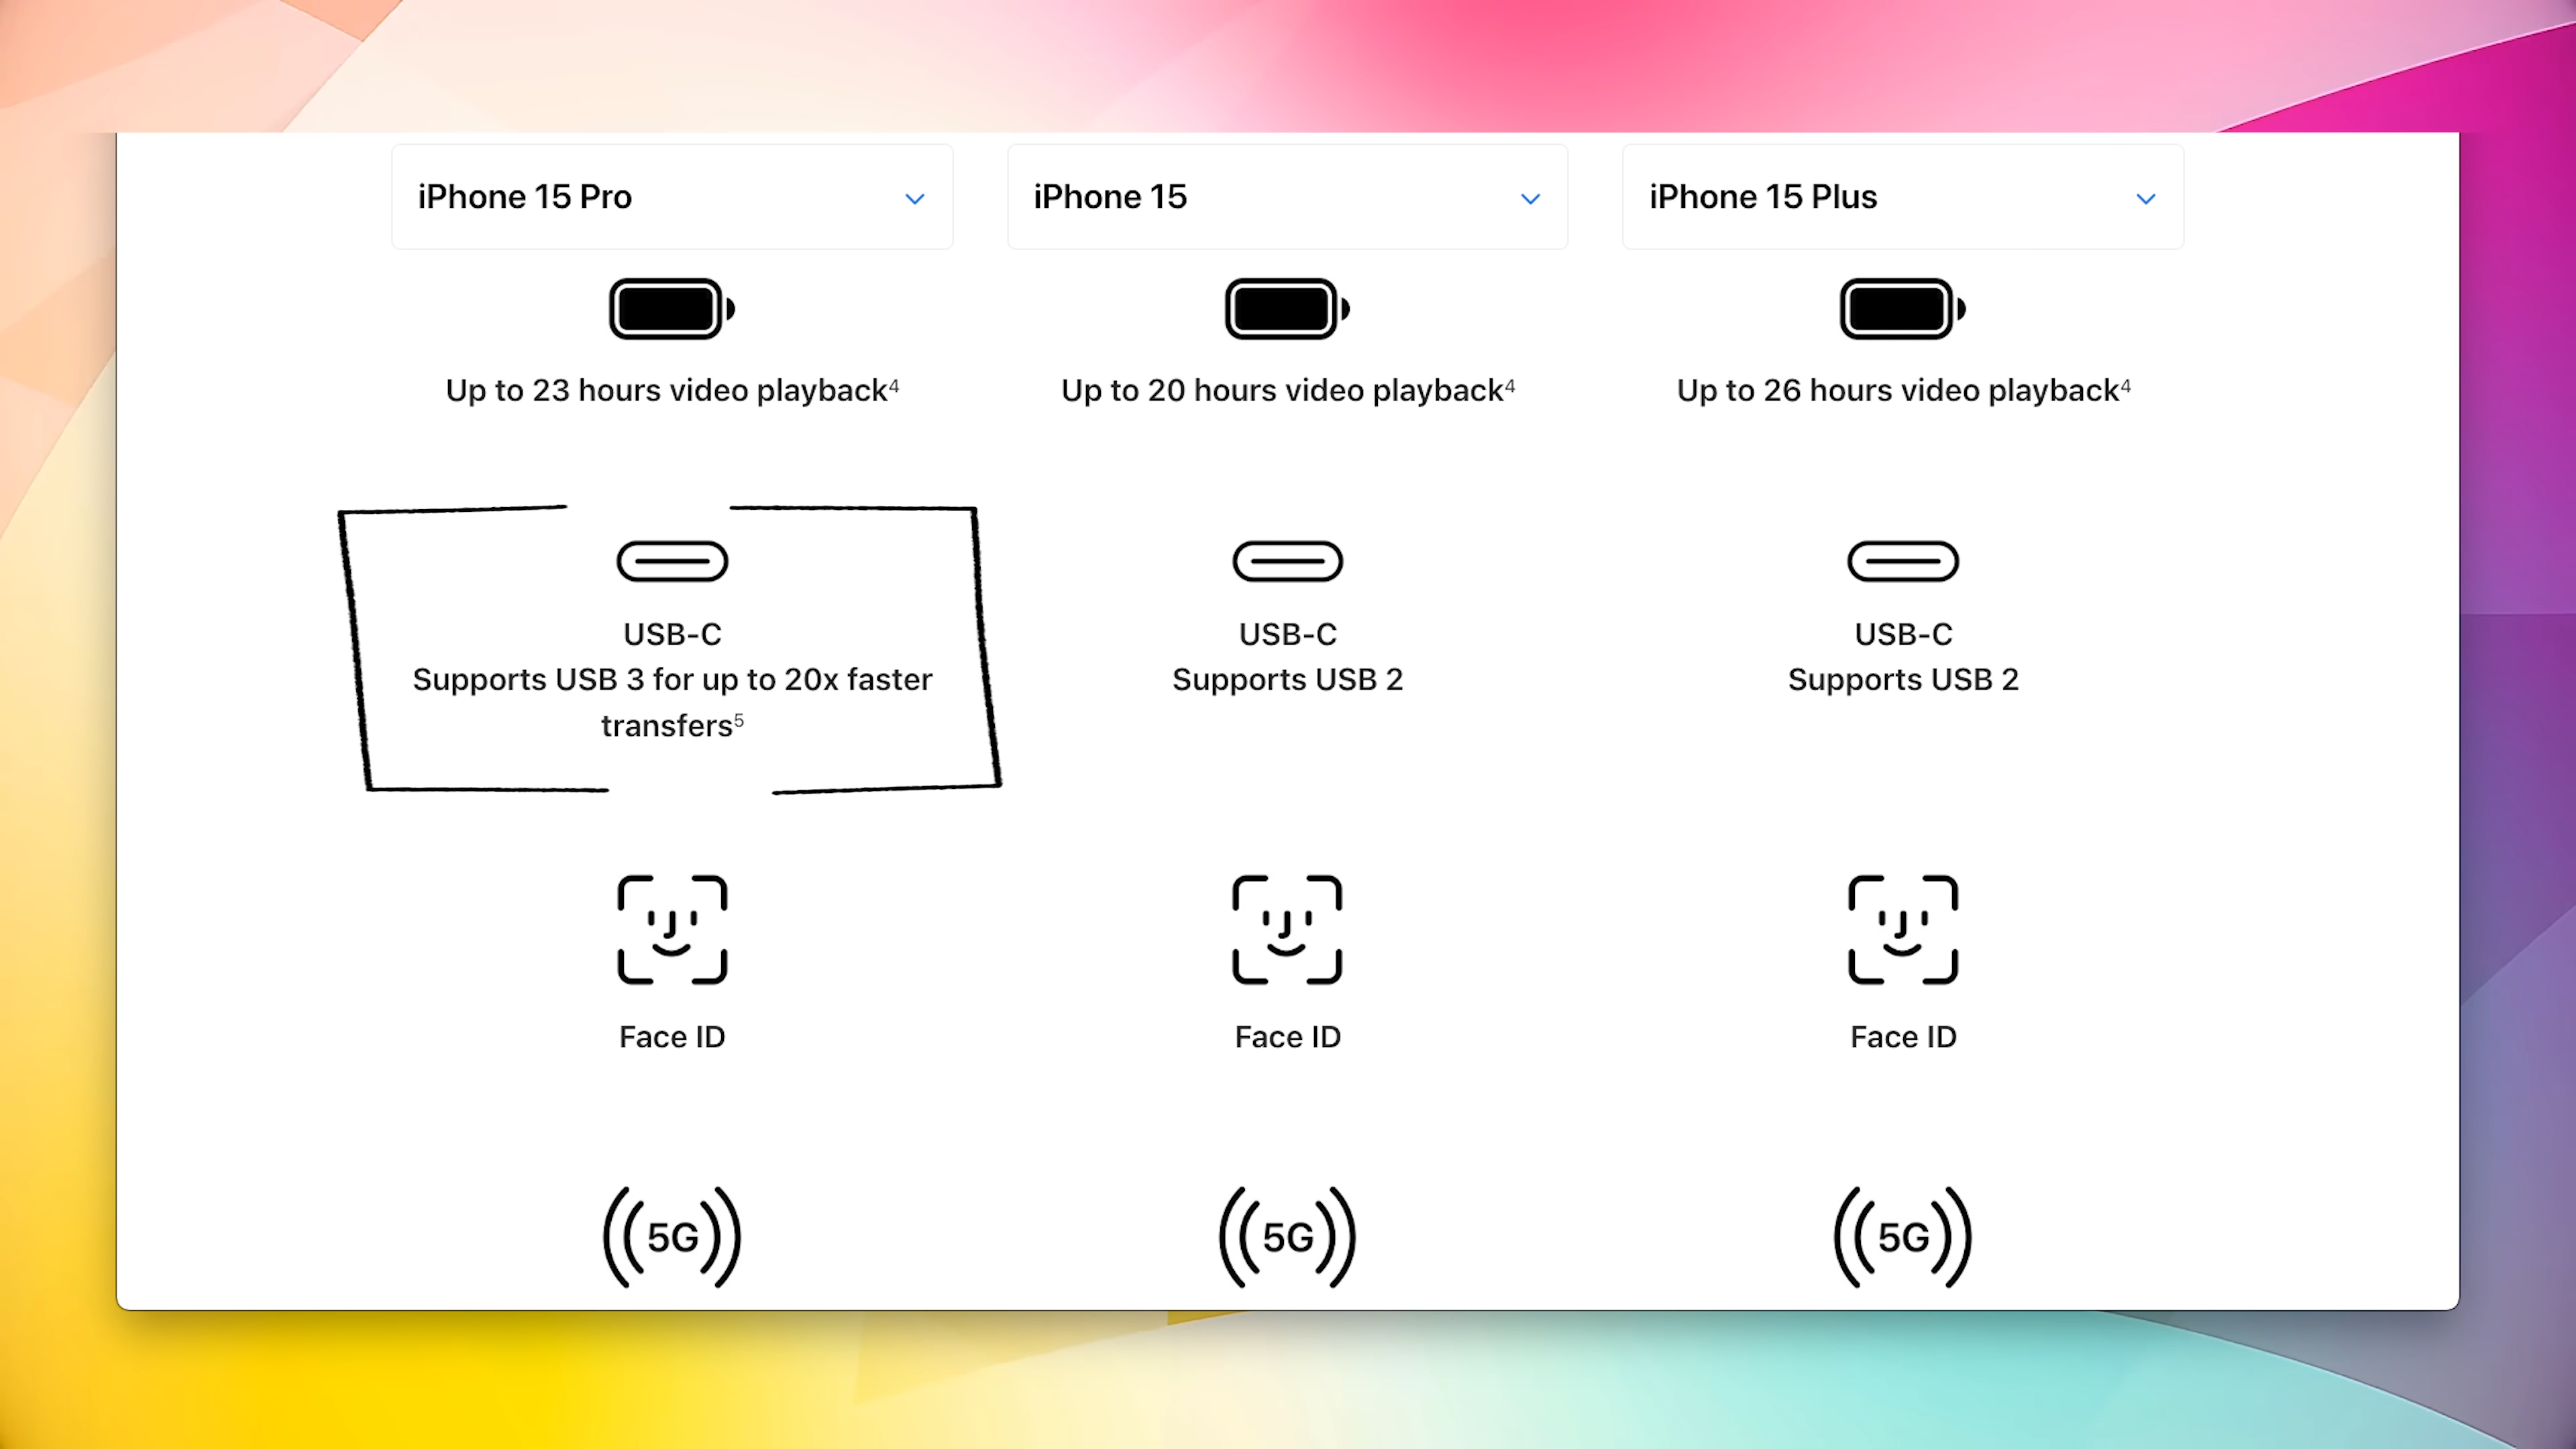 iPhone 15 Pro
iPhone 15
iPhone 15 Plus
Up to 23 hours video playback⁴
Up to 20 hours video playback⁴
Up to 26 hours video playback⁴
USB-C
Supports USB 3 for up to 20x faster
transfers⁵
USB-C
Supports USB 2
USB-C
Supports USB 2
Face ID
Face ID
Face ID
5G
5G
5G